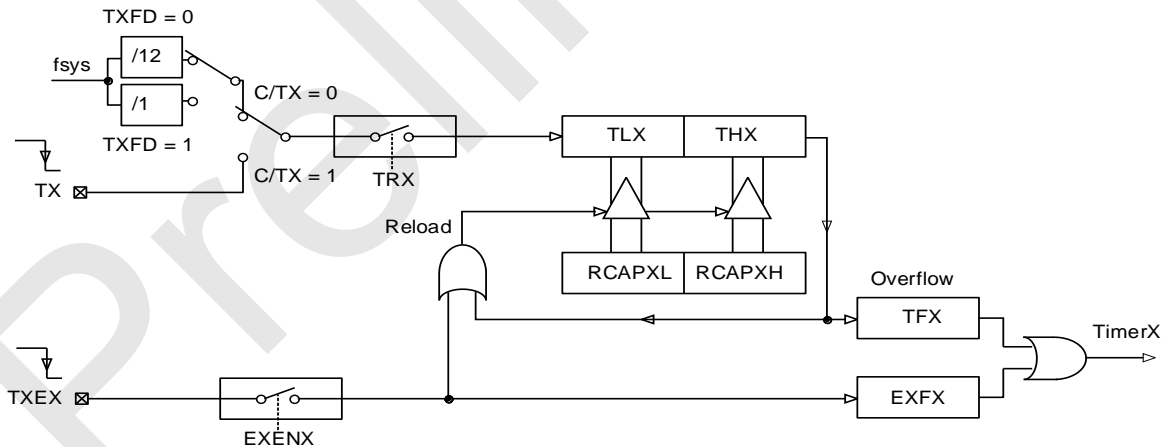 TXFD = 0
/12
fsys
C/TX = 0
/1
TXFD = 1
TLX
THX
TRX
TX
C/TX = 1
Reload
RCAPXL
RCAPXH
Overflow
TFX
TimerX
TXEX
EXFX
EXENX